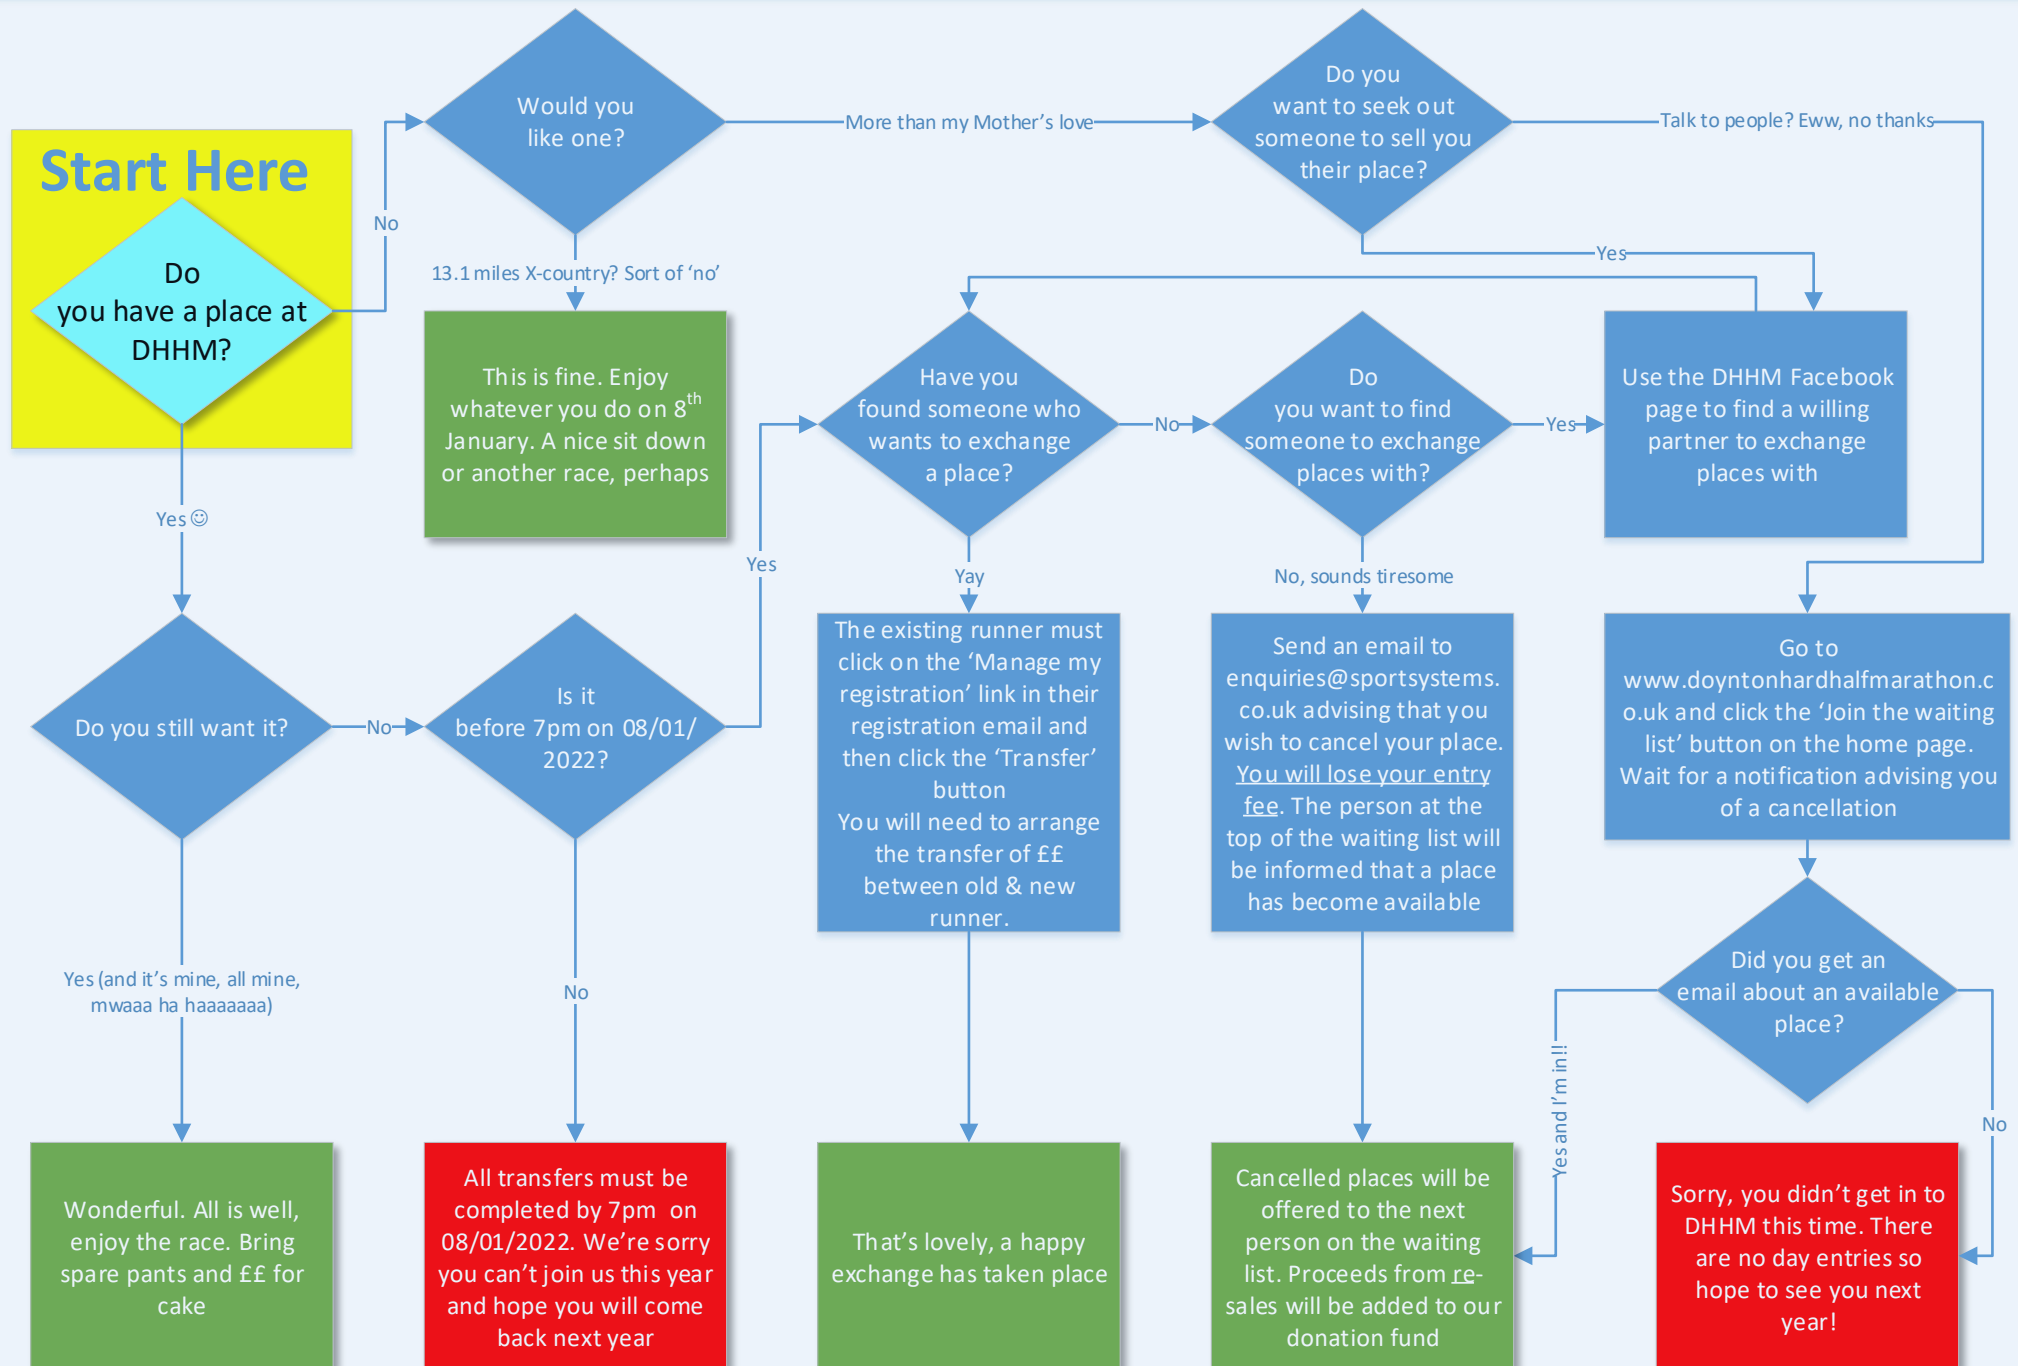 Start Here
Do
you have a place at
DHHM?
No
Would you
like one?
More than my Mother's love
Do you
want to seek out
someone to sell you
their place?
Talk to people? Eww, no thanks
Yes
13.1 miles X-country? Sort of 'no'
This is fine. Enjoy
whatever you do on 8th
January. A nice sit down
or another race, perhaps
Have you
found someone who
wants to exchange
a place?
No
Do
you want to find
someone to exchange
places with?
Yes
Use the DHHM Facebook
page to find a willing
partner to exchange
places with
Yes ☺
Yes
Yay
No, sounds tiresome
Do you still want it?
No
Is it
before 7pm on 08/01/
2022?
The existing runner must
click on the 'Manage my
registration' link in their
registration email and
then click the 'Transfer'
button
You will need to arrange
the transfer of ££
between old & new
runner.
Send an email to
enquiries@sportsystems.
co.uk advising that you
wish to cancel your place.
You will lose your entry
fee. The person at the
top of the waiting list will
be informed that a place
has become available
Go to
www.doyntonhardhalfmarathon.c
o.uk and click the 'Join the waiting
list' button on the home page.
Wait for a notification advising you
of a cancellation
Yes (and it's mine, all mine,
mwaaa ha haaaaaaa)
No
Did you get an
email about an available
place?
Yes and I'm in!!
No
Wonderful. All is well,
enjoy the race. Bring
spare pants and ££ for
cake
All transfers must be
completed by 7pm on
08/01/2022. We're sorry
you can't join us this year
and hope you will come
back next year
That's lovely, a happy
exchange has taken place
Cancelled places will be
offered to the next
person on the waiting
list. Proceeds from re-
sales will be added to our
donation fund
Sorry, you didn't get in to
DHHM this time. There
are no day entries so
hope to see you next
year!